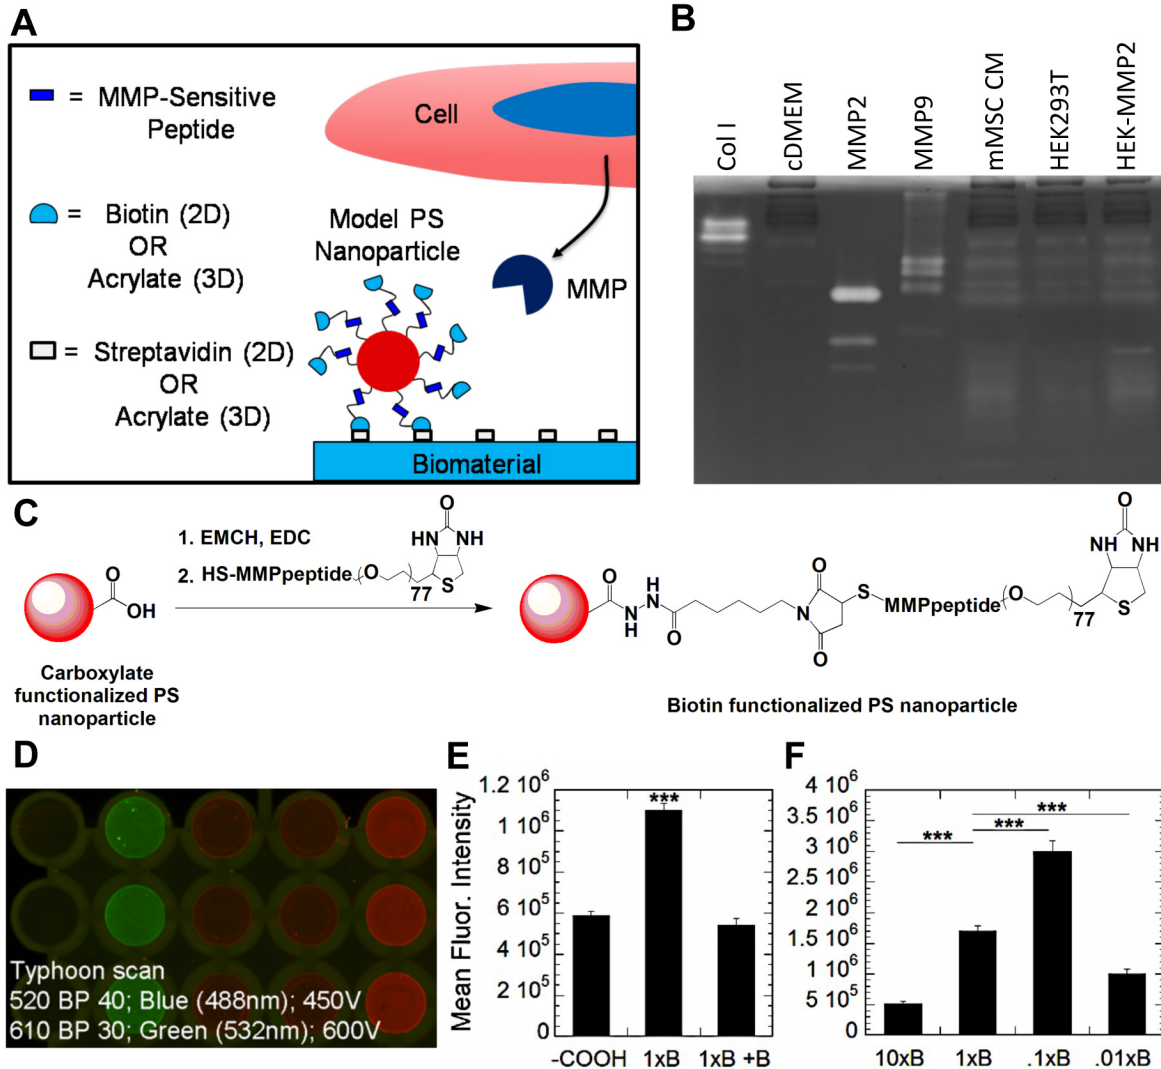 A
= MMP-Sensitive
Peptide
= Biotin (2D)
OR
Acrylate (3D)
= Streptavidin (2D)
OR
Acrylate (3D)
Cell
Model PS
Nanoparticle
MMP
Biomaterial
B
Col I
cDMEM
MMP2
MMP9
mMSC CM
HEK293T
HEK-MMP2
C
O
OH
Carboxylate
functionalized PS
nanoparticle
1. EMCH, EDC
2. HS-MMPpeptide
(O
)77
O
HN
NH
S
O
H
N
N
H
O
N
O
O
S
MMPpeptide
(O
)77
O
NH
HN
S
Biotin functionalized PS nanoparticle
D
Typhoon scan
520 BP 40; Blue (488nm); 450V
610 BP 30; Green (532nm); 600V
E
Mean Fluor. Intensity
1.2 10⁶
1 10⁶
8 10⁵
6 10⁵
4 10⁵
2 10⁵
0
***
-COOH 1xB 1xB +B
F
4 10⁶
3.5 10⁶
3 10⁶
2.5 10⁶
2 10⁶
1.5 10⁶
1 10⁶
5 10⁵
0
***
***
***
10xB 1xB .1xB .01xB